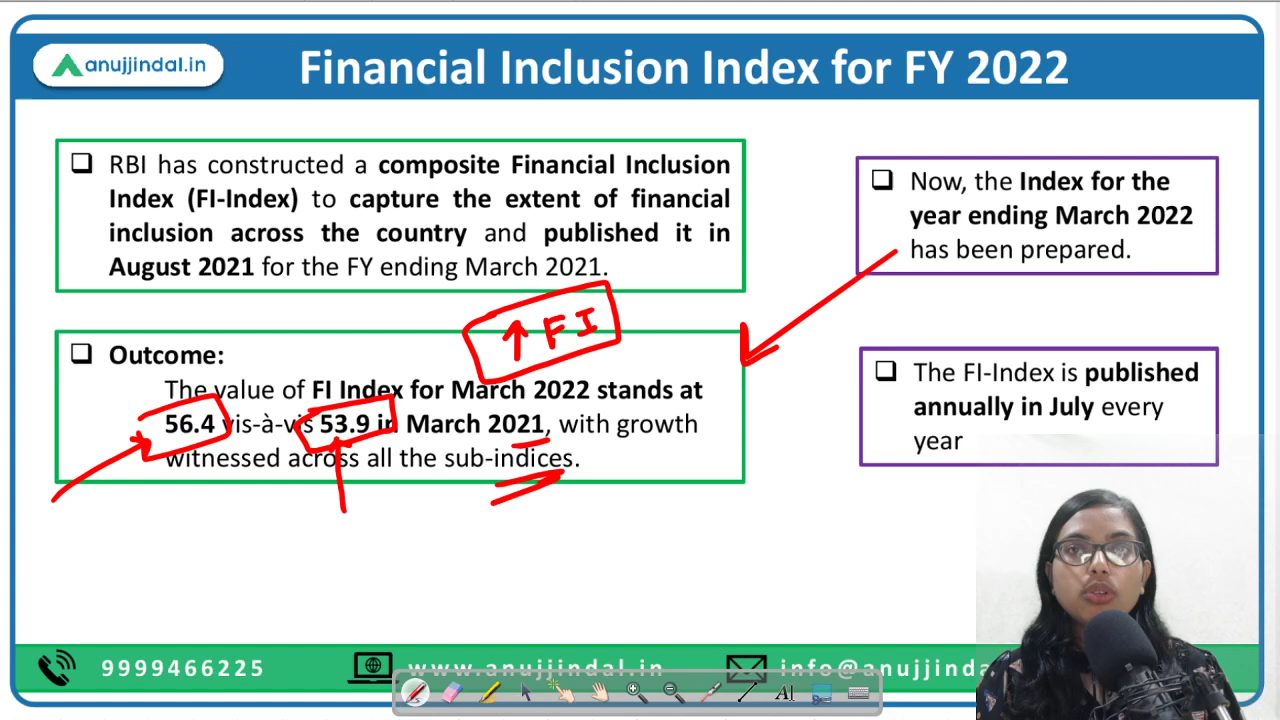 anujjindal.in
Financial Inclusion Index for FY 2022
❑ RBI has constructed a composite Financial Inclusion
Index (FI-Index) to capture the extent of financial
inclusion across the country and published it in
August 2021 for the FY ending March 2021.
❑ Now, the Index for the
year ending March 2022
has been prepared.
↑ FI
❑ Outcome:
The value of FI Index for March 2022 stands at
56.4 vis-à-vis 53.9 in March 2021, with growth
witnessed across all the sub-indices.
❑ The FI-Index is published
annually in July every
year
9999466225
www.anujjindal.in
info@anujjinda
A